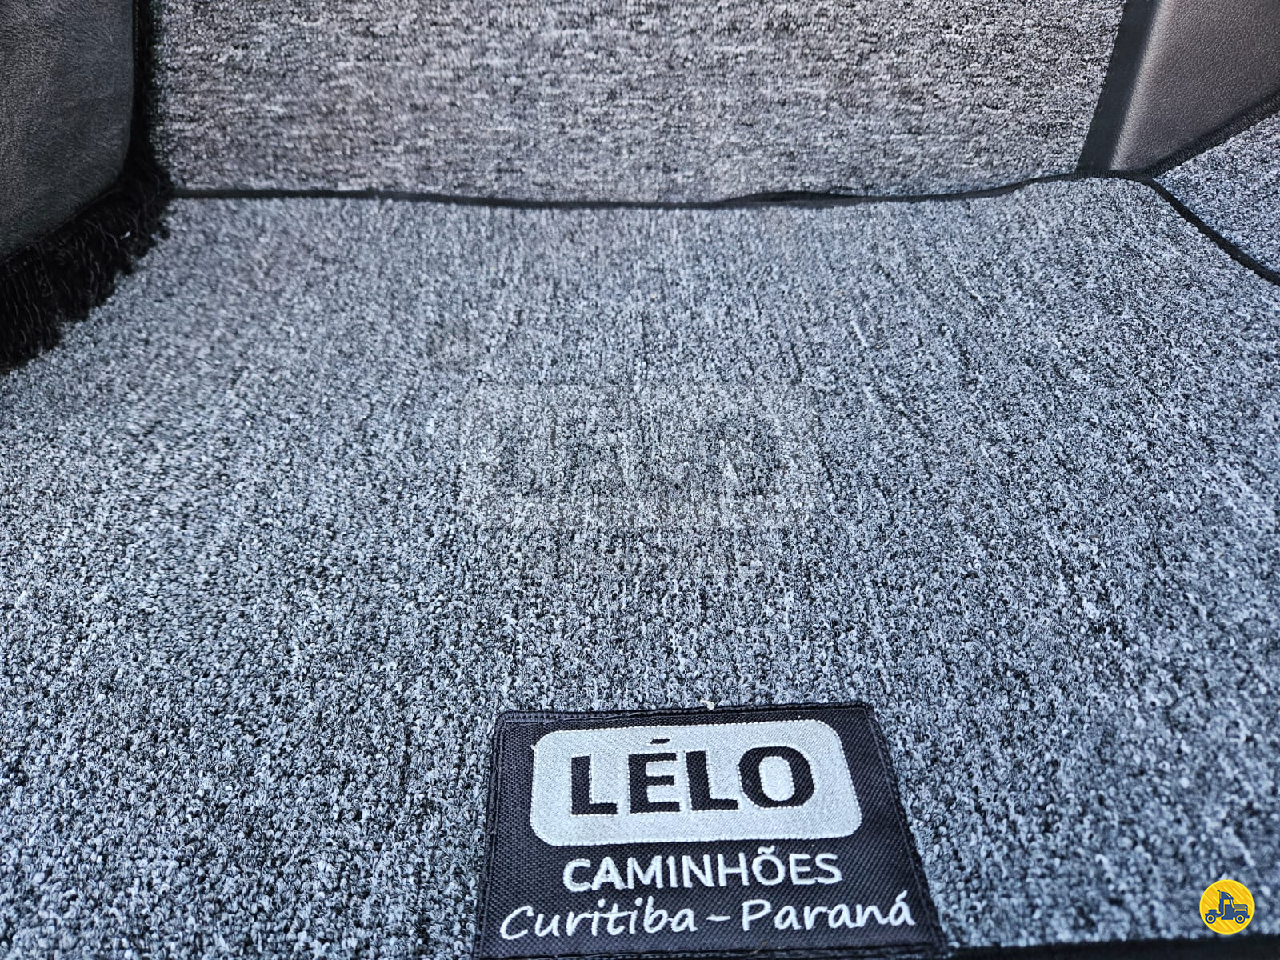 LÉLO
CAMINHÕES
Curitiba - Paraná